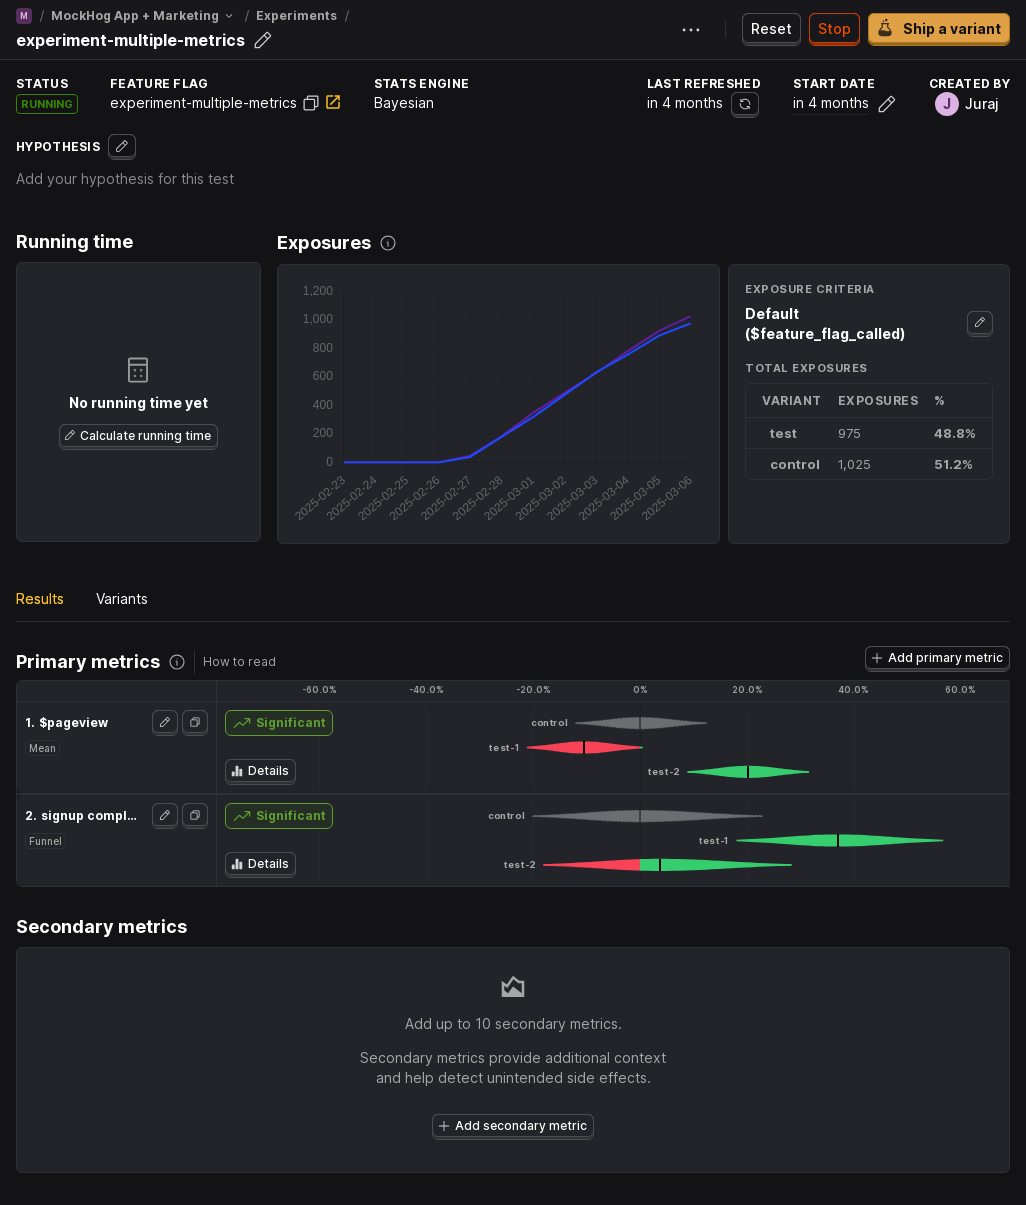 M / MockHog App + Marketing / Experiments /
experiment-multiple-metrics
Reset
Stop
Ship a variant
STATUS
RUNNING
FEATURE FLAG
experiment-multiple-metrics
STATS ENGINE
Bayesian
LAST REFRESHED
in 4 months
START DATE
in 4 months
CREATED BY
J Juraj
HYPOTHESIS
Add your hypothesis for this test
Running time
No running time yet
Calculate running time
Exposures
1,200
1,000
800
600
400
200
0
2025-02-23
2025-02-24
2025-02-25
2025-02-26
2025-02-27
2025-02-28
2025-03-01
2025-03-02
2025-03-03
2025-03-04
2025-03-05
2025-03-06
EXPOSURE CRITERIA
Default
($feature_flag_called)
TOTAL EXPOSURES
VARIANT EXPOSURES %
test 975 48.8%
control 1,025 51.2%
Results Variants
Primary metrics
How to read
Add primary metric
-60.0% -40.0% -20.0% 0% 20.0% 40.0% 60.0%
1. $pageview
Mean
Significant
Details
control
test-1
test-2
2. signup compl...
Funnel
Significant
Details
control
test-1
test-2
Secondary metrics
Add up to 10 secondary metrics.
Secondary metrics provide additional context
and help detect unintended side effects.
Add secondary metric